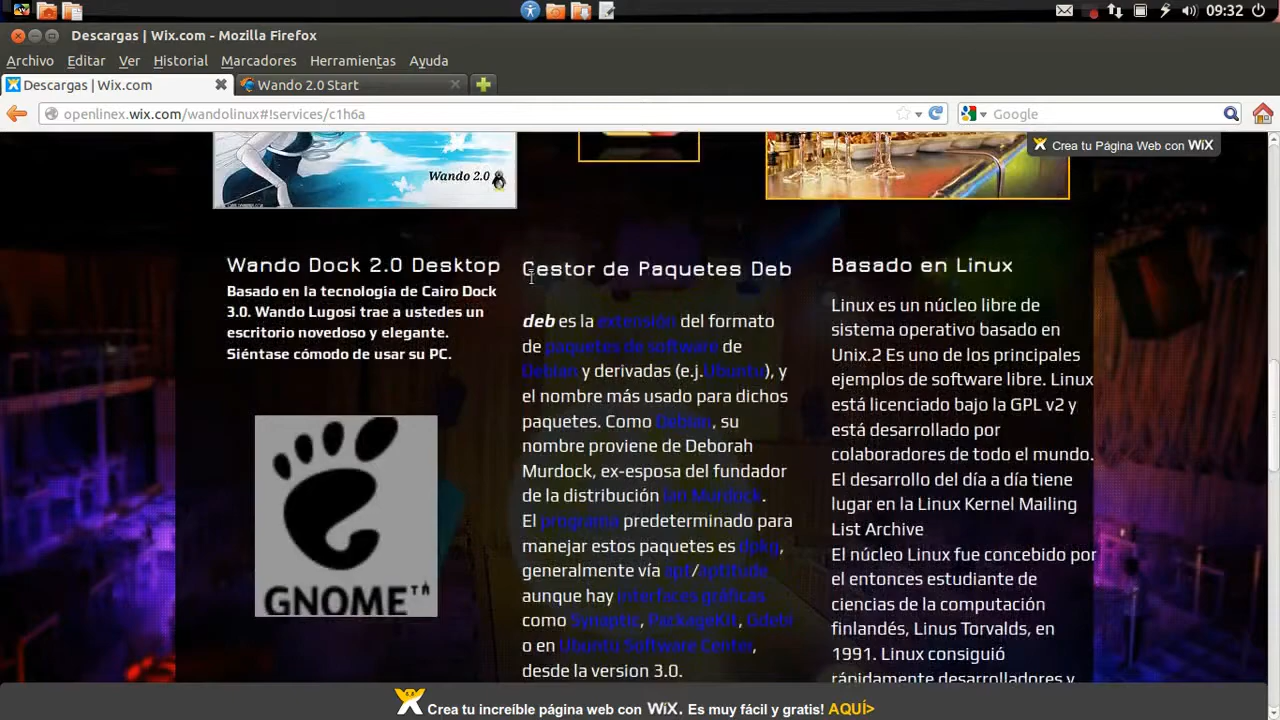 09:32
Descargas | Wix.com - Mozilla Firefox
Archivo Editar Ver Historial Marcadores Herramientas Ayuda
Descargas | Wix.com
Wando 2.0 Start
openlinex.wix.com/wandolinux#!services/c1h6a
Google
Crea tu Página Web con WiX
Wando 2.0
Wando Dock 2.0 Desktop
Basado en la tecnologia de Cairo Dock
3.0. Wando Lugosi trae a ustedes un
escritorio novedoso y elegante.
Siéntase cómodo de usar su PC.
GNOME™
Gestor de Paquetes Deb
deb es la extensión del formato
de paquetes de software de
Debian y derivadas (e.j.Ubuntu), y
el nombre más usado para dichos
paquetes. Como Debian, su
nombre proviene de Deborah
Murdock, ex-esposa del fundador
de la distribución Ian Murdock.
El programa predeterminado para
manejar estos paquetes es dpkg,
generalmente vía apt/aptitude
aunque hay interfaces gráficas
como Synaptic, PackageKit, Gdebi
o en Ubuntu Software Center,
desde la version 3.0.
Basado en Linux
Linux es un núcleo libre de
sistema operativo basado en
Unix.2 Es uno de los principales
ejemplos de software libre. Linux
está licenciado bajo la GPL v2 y
está desarrollado por
colaboradores de todo el mundo.
El desarrollo del día a día tiene
lugar en la Linux Kernel Mailing
List Archive
El núcleo Linux fue concebido por
el entonces estudiante de
ciencias de la computación
finlandés, Linus Torvalds, en
1991. Linux consiguió
rápidamente desarrolladores y
Crea tu increíble página web con WiX. Es muy fácil y gratis! AQUÍ>